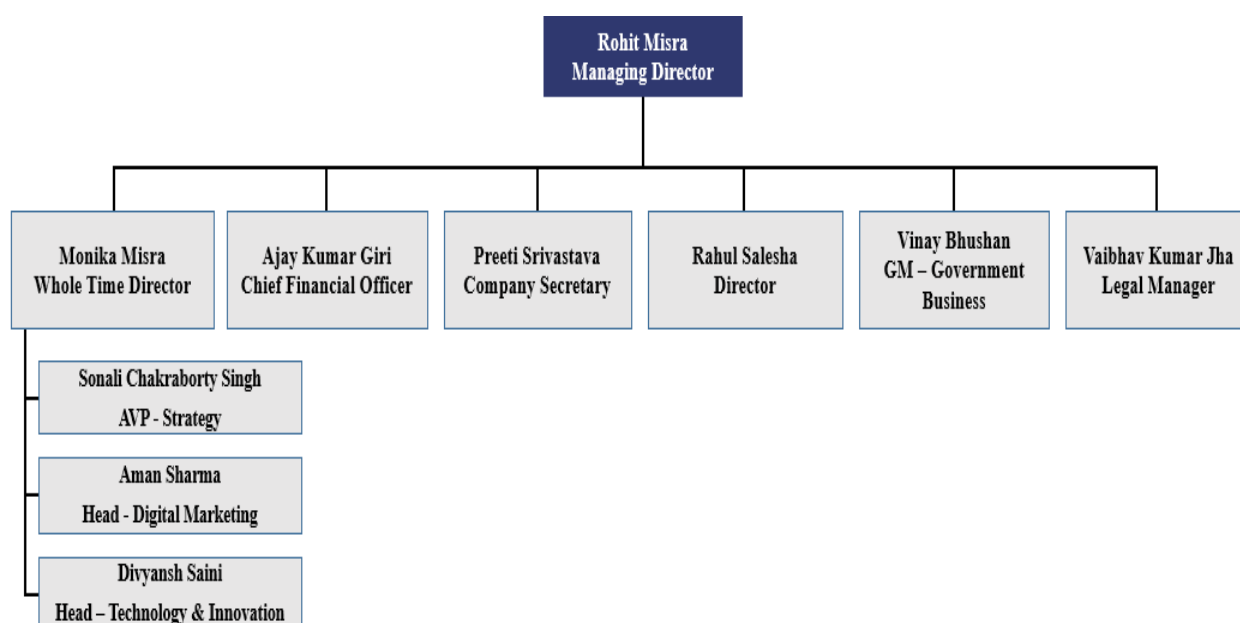 Rohit Misra
Managing Director
Monika Misra
Whole Time Director
Ajay Kumar Giri
Chief Financial Officer
Preeti Srivastava
Company Secretary
Rahul Salesha
Director
Vinay Bhushan
GM – Government
Business
Vaibhav Kumar Jha
Legal Manager
Sonali Chakraborty Singh
AVP - Strategy
Aman Sharma
Head - Digital Marketing
Divyansh Saini
Head – Technology & Innovation